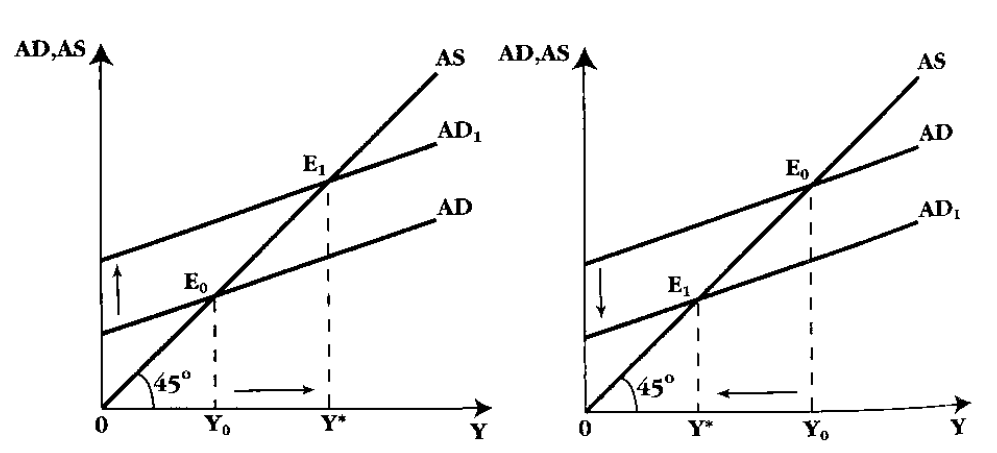 AD,AS
AS
AD₁
E₁
AD
E₀
45°
0
Y₀
Y*
Y
AD,AS
AS
AD
E₀
AD₁
E₁
45°
0
Y*
Y₀
Y